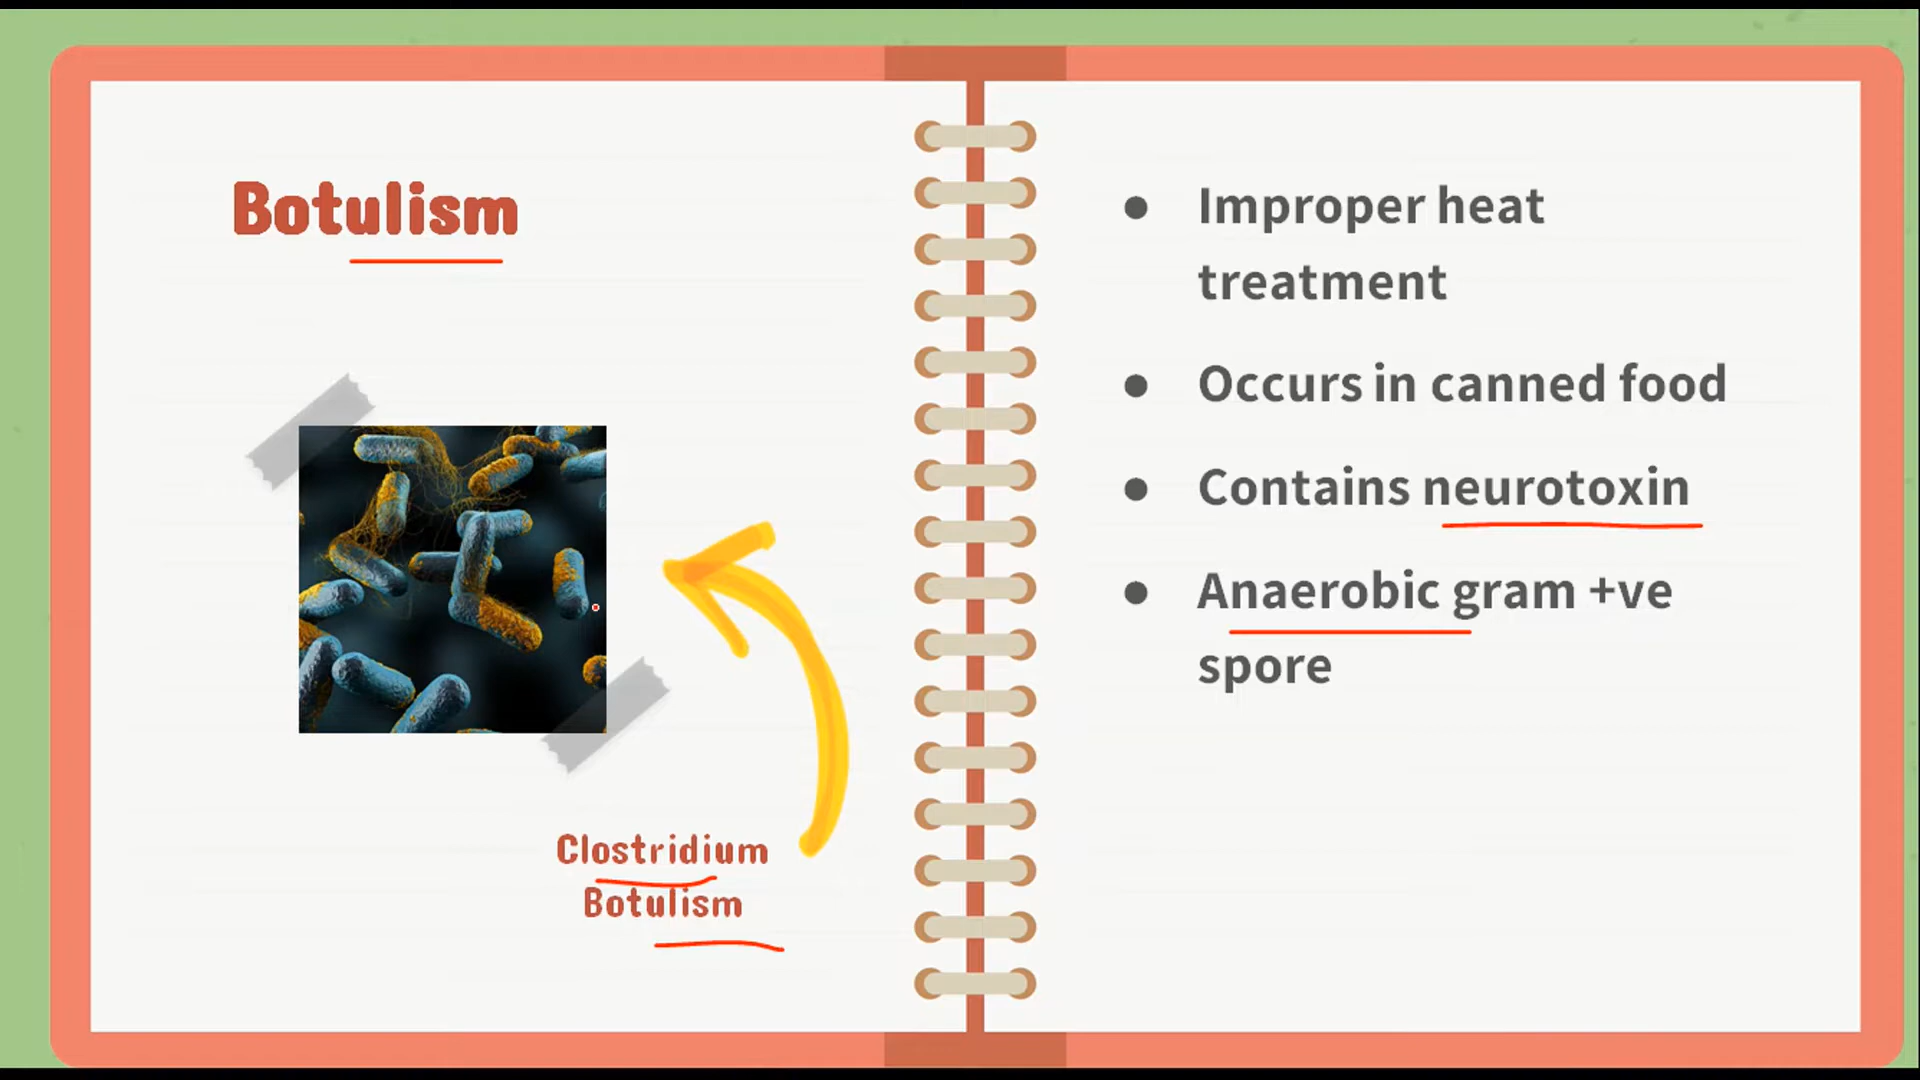 Botulism
Clostridium
Botulism
● Improper heat
treatment
● Occurs in canned food
● Contains neurotoxin
● Anaerobic gram +ve
spore